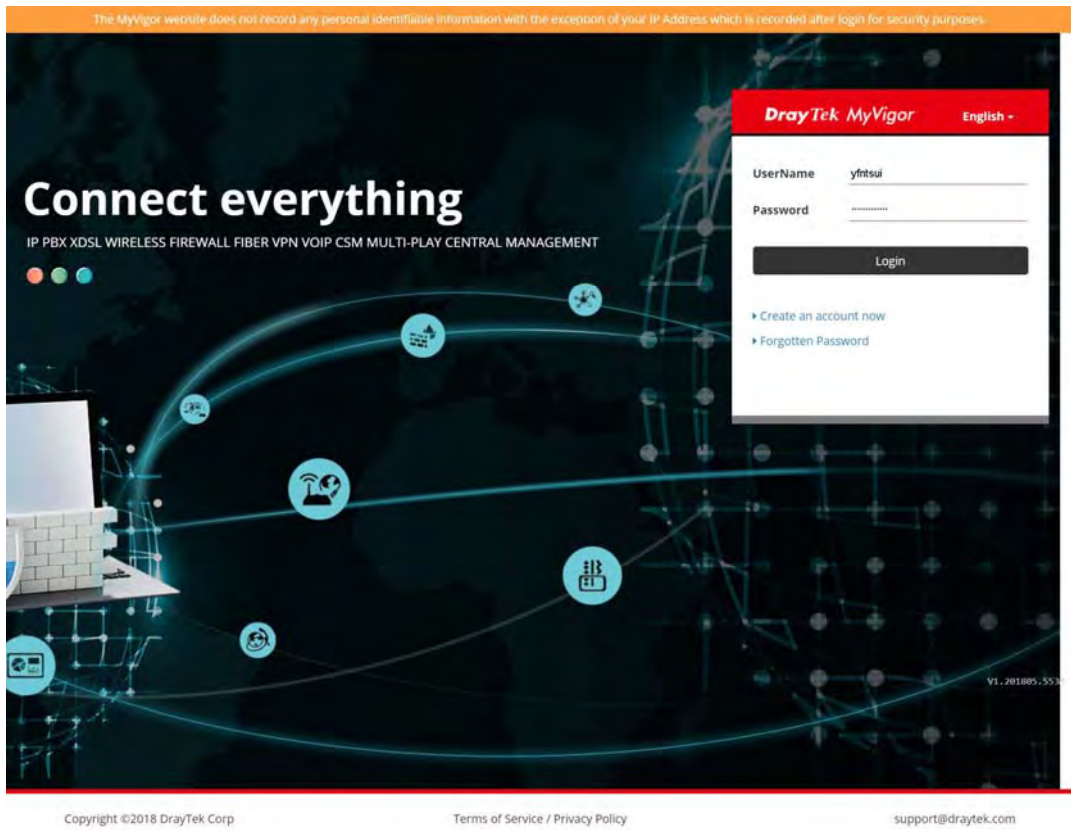 The MyVigor website does not record any personal identifiable information with the exception of your IP Address which is recorded after login for security purposes.
DrayTek MyVigor English
UserName yfntsui
Password ············
Login
Create an account now
Forgotten Password
Connect everything
IP PBX XDSL WIRELESS FIREWALL FIBER VPN VOIP CSM MULTI-PLAY CENTRAL MANAGEMENT
V1.201805.553
Copyright ©2018 DrayTek Corp Terms of Service / Privacy Policy support@draytek.com